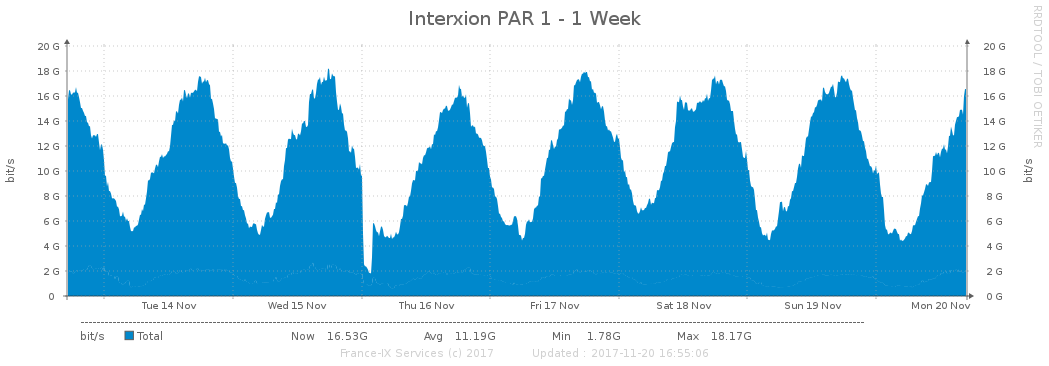 Interxion PAR 1 - 1 Week
RRDTOOL / TOBI OETIKER
bit/s
20 G 20 G
18 G 18 G
16 G 16 G
14 G 14 G
12 G 12 G
10 G 10 G
8 G 8 G
6 G 6 G
4 G 4 G
2 G 2 G
0 0 G
bit/s
Tue 14 Nov Wed 15 Nov Thu 16 Nov Fri 17 Nov Sat 18 Nov Sun 19 Nov Mon 20 Nov
bit/s Total Now 16.53G Avg 11.19G Min 1.78G Max 18.17G
France-IX Services (c) 2017 Updated : 2017-11-20 16:55:06